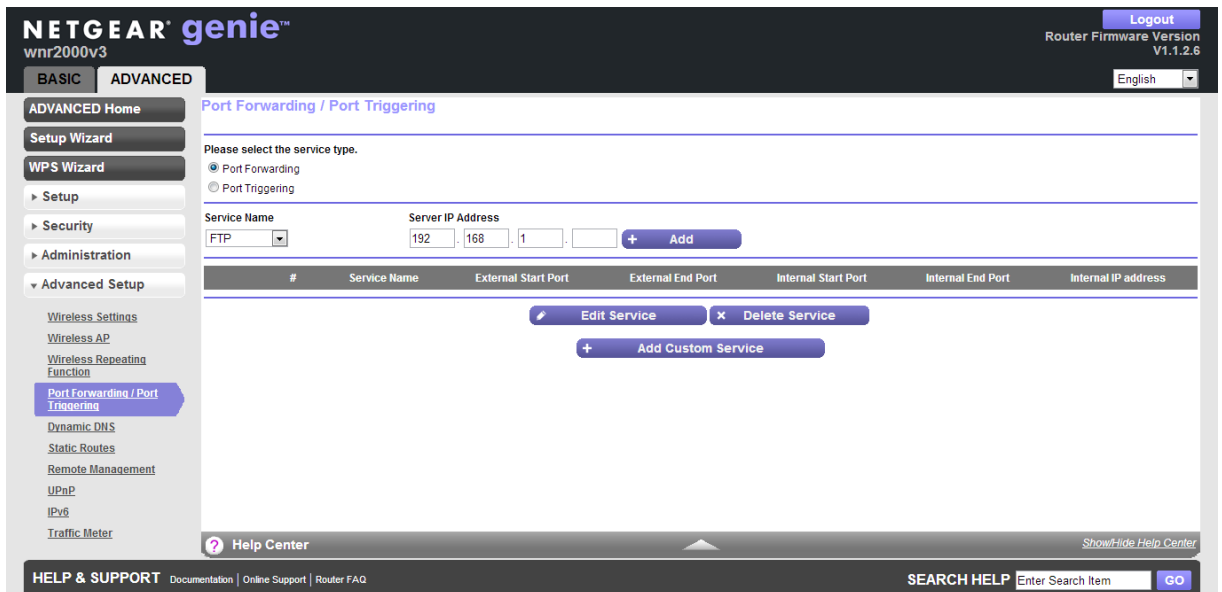 NETGEAR® genie™
wnr2000v3
Logout
Router Firmware Version
V1.1.2.6
BASIC
ADVANCED
English
ADVANCED Home
Setup Wizard
WPS Wizard
Setup
Security
Administration
Advanced Setup
Wireless Settings
Wireless AP
Wireless Repeating
Function
Port Forwarding / Port
Triggering
Dynamic DNS
Static Routes
Remote Management
UPnP
IPv6
Traffic Meter
Port Forwarding / Port Triggering
Please select the service type.
Port Forwarding
Port Triggering
Service Name Server IP Address
FTP 192 . 168 . 1 . + Add
# Service Name External Start Port External End Port Internal Start Port Internal End Port Internal IP address
Edit Service × Delete Service
+ Add Custom Service
? Help Center Show/Hide Help Center
HELP & SUPPORT Documentation | Online Support | Router FAQ SEARCH HELP Enter Search Item GO